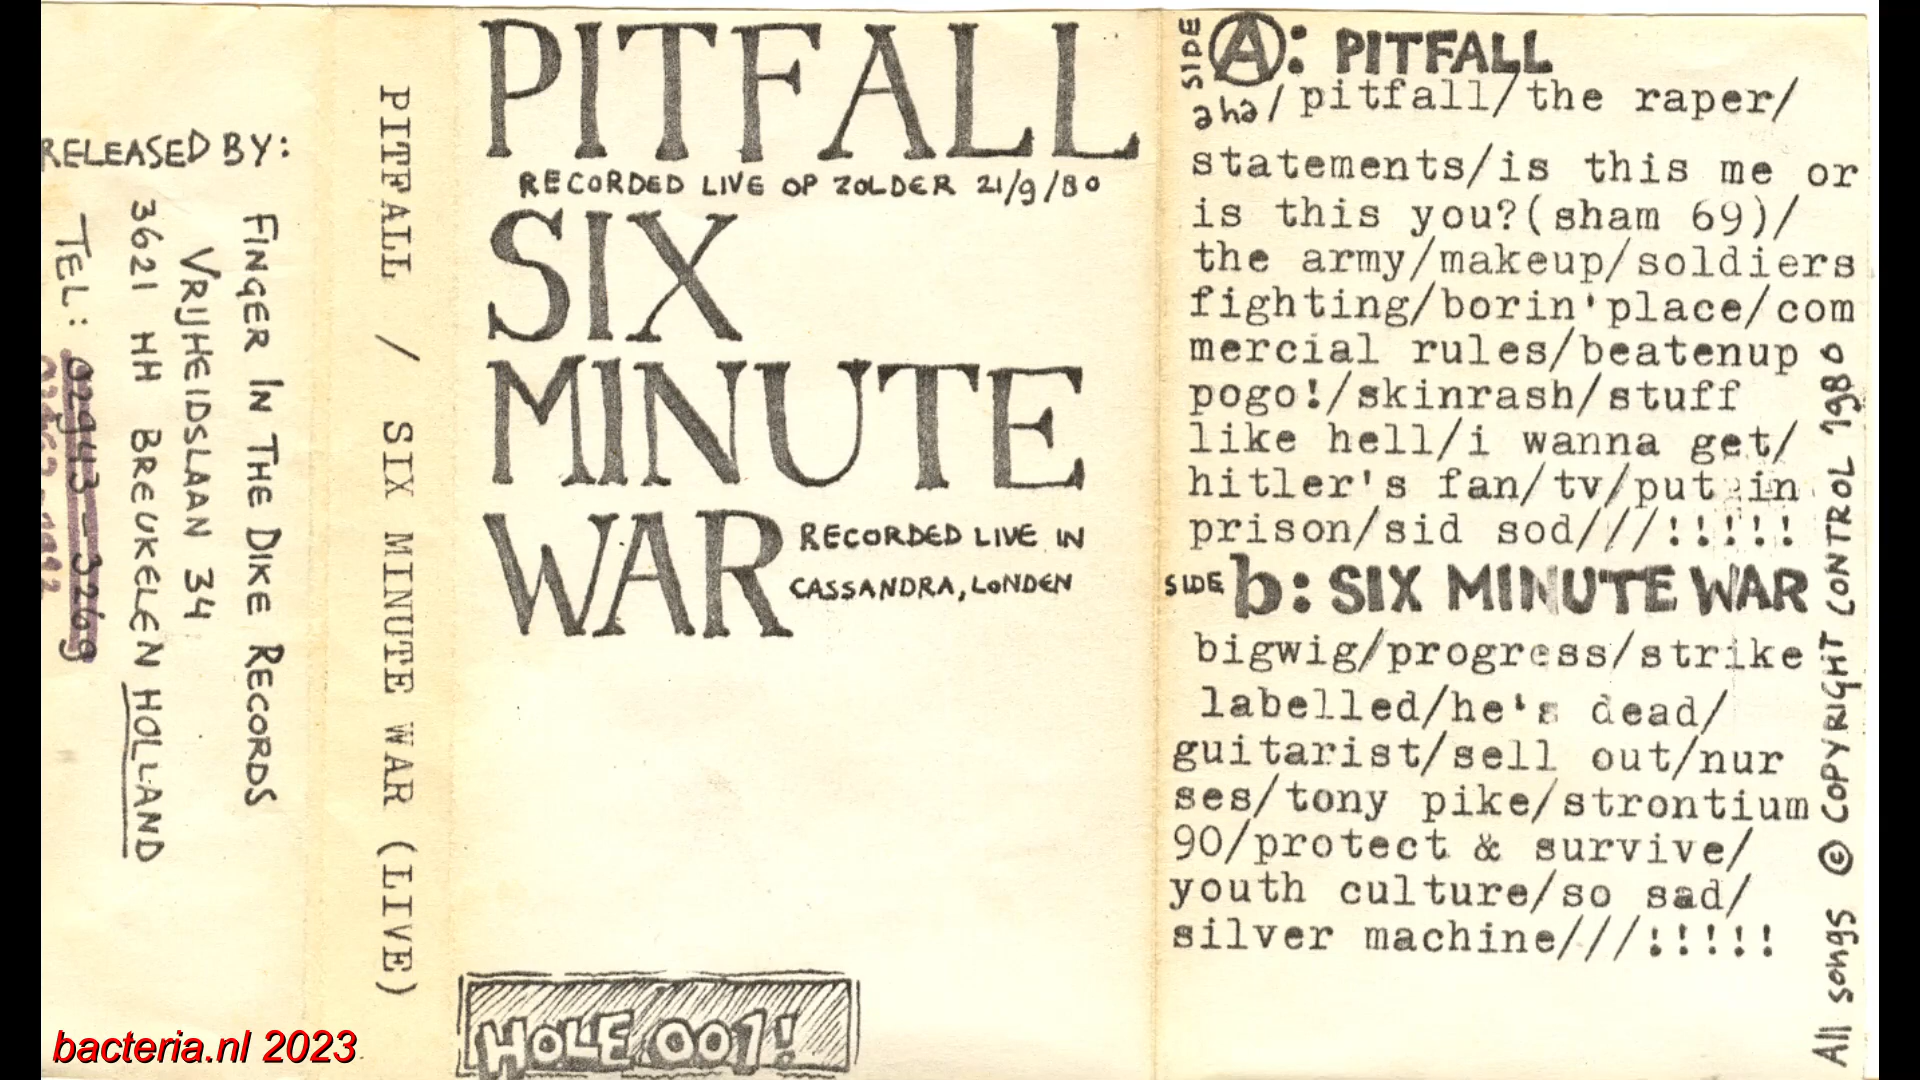 RELEASED BY:
FINGER IN THE DIKE RECORDS
VRIJHEIDSLAAN 34
3621 HH BREUKELEN HOLLAND
TEL: 02943-3269
PITFALL / SIX MINUTE WAR (LIVE)
PITFALL
RECORDED LIVE OP ZOLDER 21/9/80
SIX
MINUTE
WAR
RECORDED LIVE IN
CASSANDRA, LONDEN
HOLE 001!
SIDE A: PITFALL
aha/pitfall/the raper/
statements/is this me or
is this you?(sham 69)/
the army/makeup/soldiers
fighting/borin'place/com
mercial rules/beatenup
pogo!/skinrash/stuff
like hell/i wanna get/
hitler's fan/tv/put in
prison/sid sod///!!!!!
SIDE b: SIX MINUTE WAR
bigwig/progress/strike
labelled/he's dead/
guitarist/sell out/nur
ses/tony pike/strontium
90/protect & survive/
youth culture/so sad/
silver machine///!!!!!
All songs © COPYRIGHT CONTROL 1980
bacteria.nl 2023